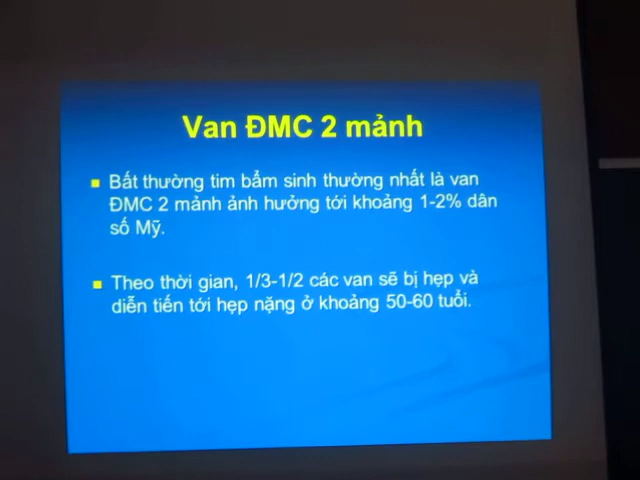 Van ĐMC 2 mảnh
Bất thường tim bẩm sinh thường nhất là van
ĐMC 2 mảnh ảnh hưởng tới khoảng 1-2% dân
số Mỹ.
Theo thời gian, 1/3-1/2 các van sẽ bị hẹp và
diễn tiến tới hẹp nặng ở khoảng 50-60 tuổi.